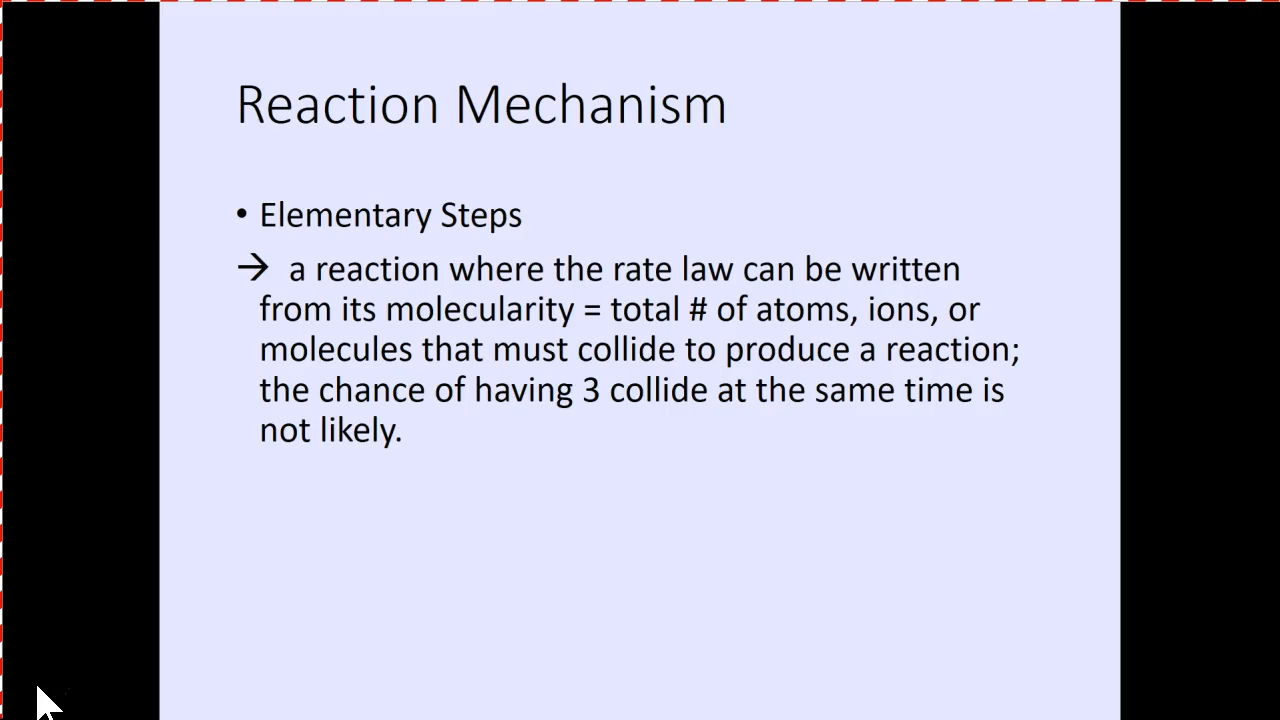 Reaction Mechanism
• Elementary Steps
→ a reaction where the rate law can be written
from its molecularity = total # of atoms, ions, or
molecules that must collide to produce a reaction;
the chance of having 3 collide at the same time is
not likely.